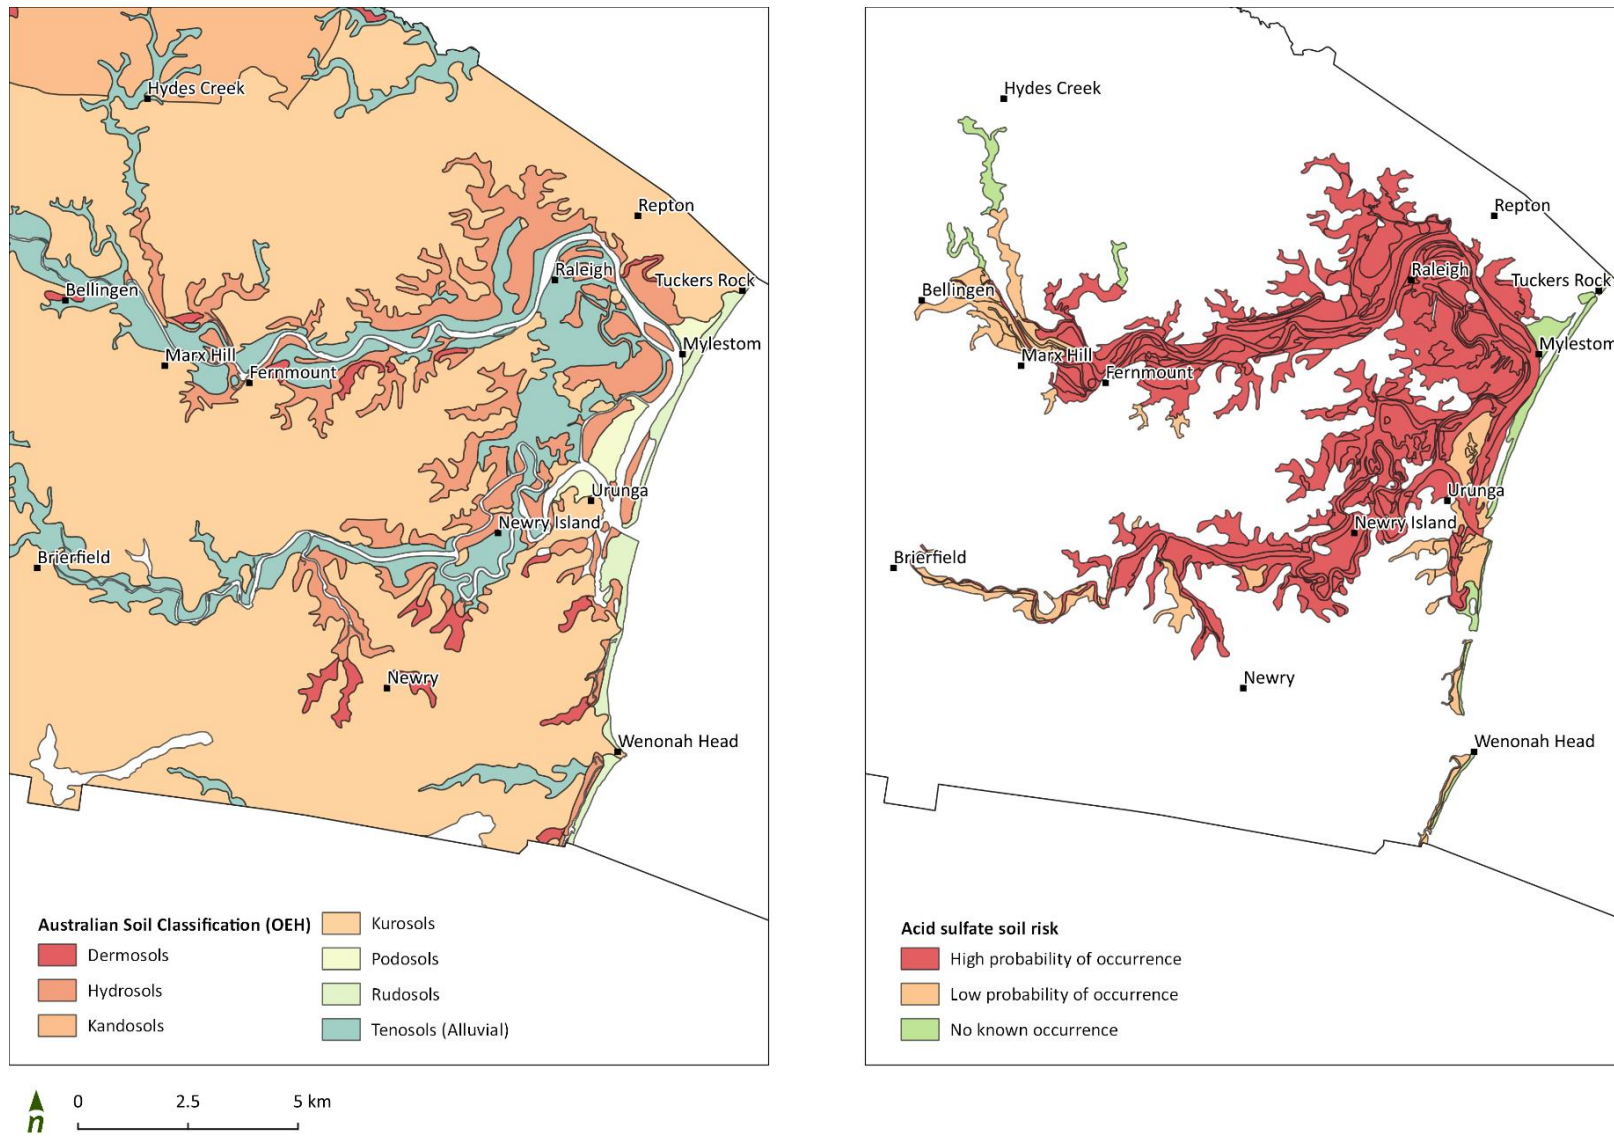 Hydes Creek
Repton
Raleigh
Tuckers Rock
Bellingen
Mylestom
Marx Hill
Fernmount
Urunga
Newry Island
Brierfield
Newry
Wenonah Head
Australian Soil Classification (OEH)
Dermosols
Hydrosols
Kandosols
Kurosols
Podosols
Rudosols
Tenosols (Alluvial)
Hydes Creek
Repton
Raleigh
Tuckers Rock
Bellingen
Mylestom
Marx Hill
Fernmount
Urunga
Newry Island
Brierfield
Newry
Wenonah Head
Acid sulfate soil risk
High probability of occurrence
Low probability of occurrence
No known occurrence
n
0 2.5 5 km